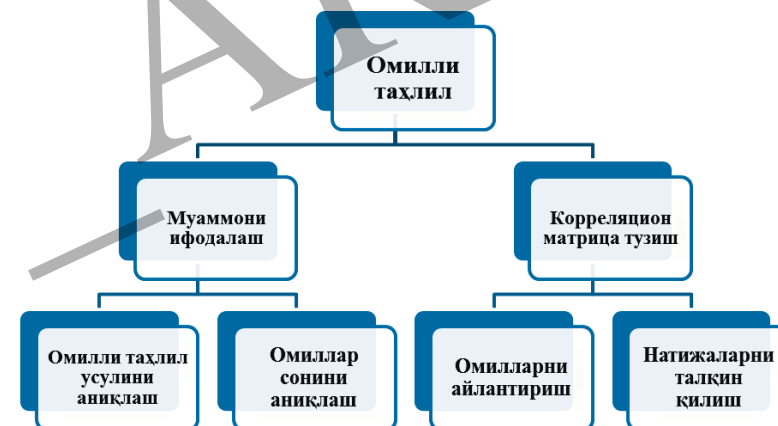 Омилли
таҳлил
Муаммони
ифодалаш
Корреляцион
матрица тузиш
Омилли таҳлил
усулини
аниқлаш
Омиллар
сонини
аниқлаш
Омилларни
айлантириш
Натижаларни
талқин
қилиш